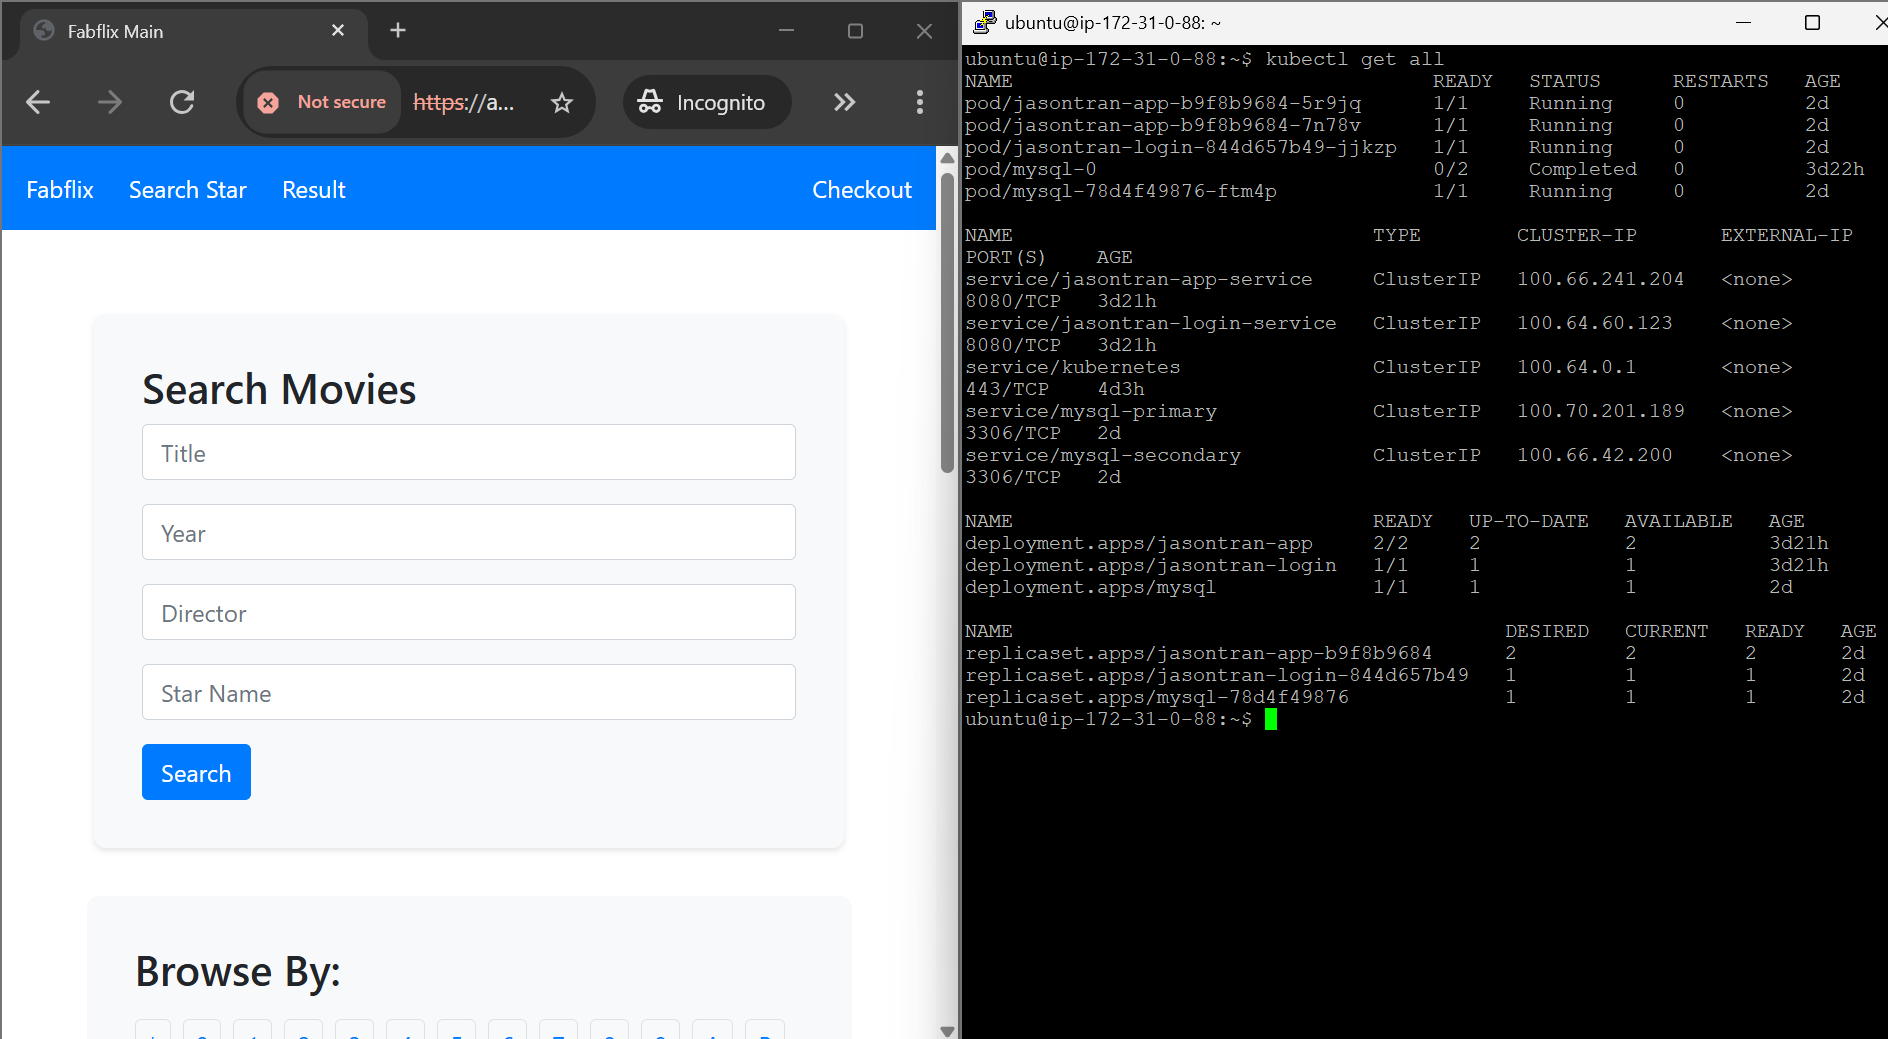 Fabflix Main
Not secure
https://a...
Incognito
Fabflix Search Star Result Checkout
Search Movies
Title
Year
Director
Star Name
Search
Browse By:
ubuntu@ip-172-31-0-88: ~
ubuntu@ip-172-31-0-88:~$ kubectl get all
NAME READY STATUS RESTARTS AGE
pod/jasontran-app-b9f8b9684-5r9jq 1/1 Running 0 2d
pod/jasontran-app-b9f8b9684-7n78v 1/1 Running 0 2d
pod/jasontran-login-844d657b49-jjkzp 1/1 Running 0 2d
pod/mysql-0 0/2 Completed 0 3d22h
pod/mysql-78d4f49876-ftm4p 1/1 Running 0 2d
NAME TYPE CLUSTER-IP EXTERNAL-IP
PORT(S) AGE
service/jasontran-app-service ClusterIP 100.66.241.204 <none>
8080/TCP 3d21h
service/jasontran-login-service ClusterIP 100.64.60.123 <none>
8080/TCP 3d21h
service/kubernetes ClusterIP 100.64.0.1 <none>
443/TCP 4d3h
service/mysql-primary ClusterIP 100.70.201.189 <none>
3306/TCP 2d
service/mysql-secondary ClusterIP 100.66.42.200 <none>
3306/TCP 2d
NAME READY UP-TO-DATE AVAILABLE AGE
deployment.apps/jasontran-app 2/2 2 2 3d21h
deployment.apps/jasontran-login 1/1 1 1 3d21h
deployment.apps/mysql 1/1 1 1 2d
NAME DESIRED CURRENT READY AGE
replicaset.apps/jasontran-app-b9f8b9684 2 2 2 2d
replicaset.apps/jasontran-login-844d657b49 1 1 1 2d
replicaset.apps/mysql-78d4f49876 1 1 1 2d
ubuntu@ip-172-31-0-88:~$